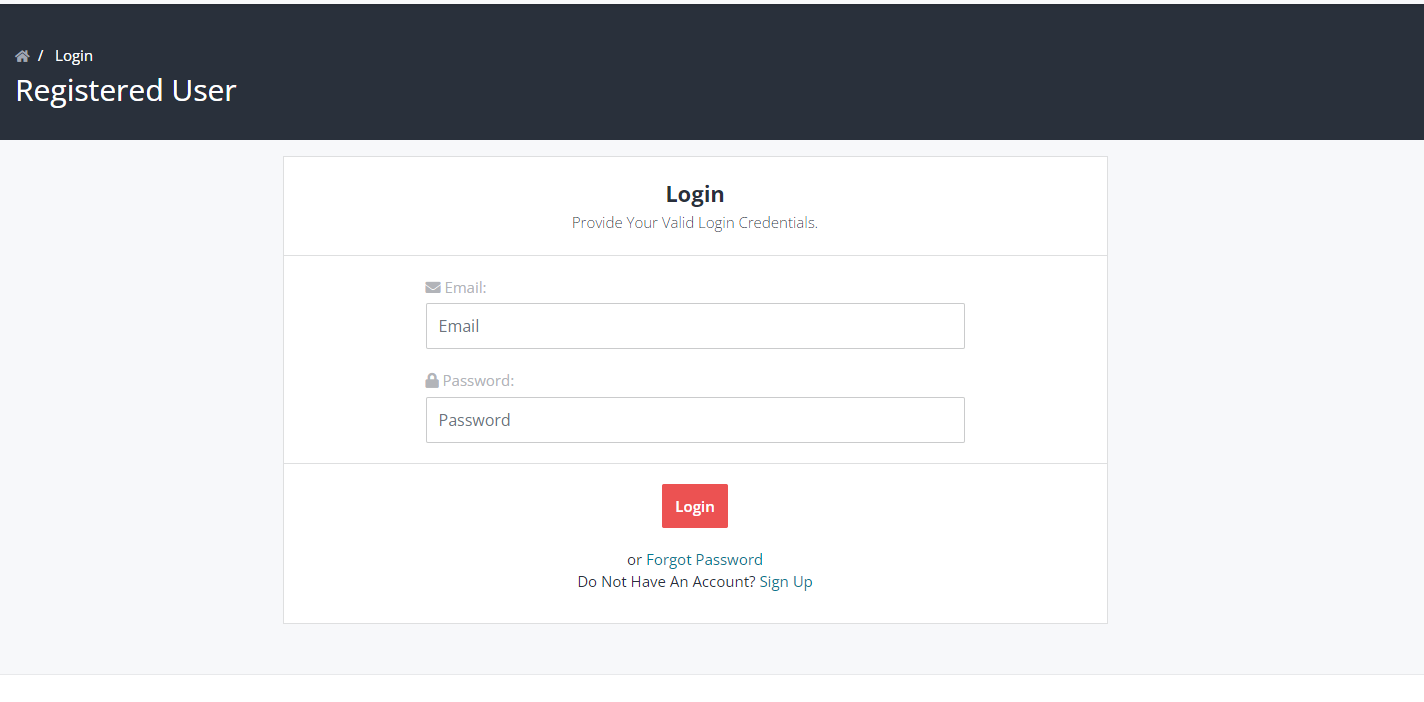 / Login
Registered User
Login
Provide Your Valid Login Credentials.
Email:
Email
Password:
Password
Login
or Forgot Password
Do Not Have An Account? Sign Up